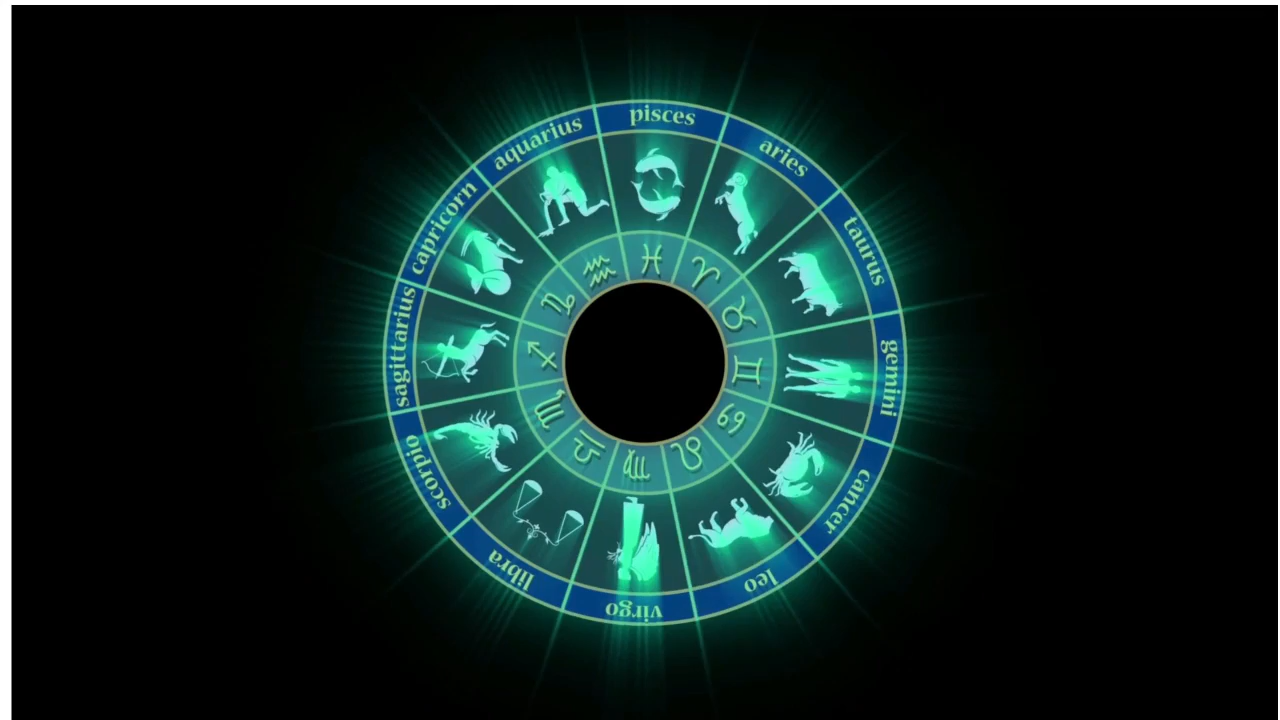 pisces
aries
taurus
gemini
cancer
leo
virgo
libra
scorpio
sagittarius
capricorn
aquarius